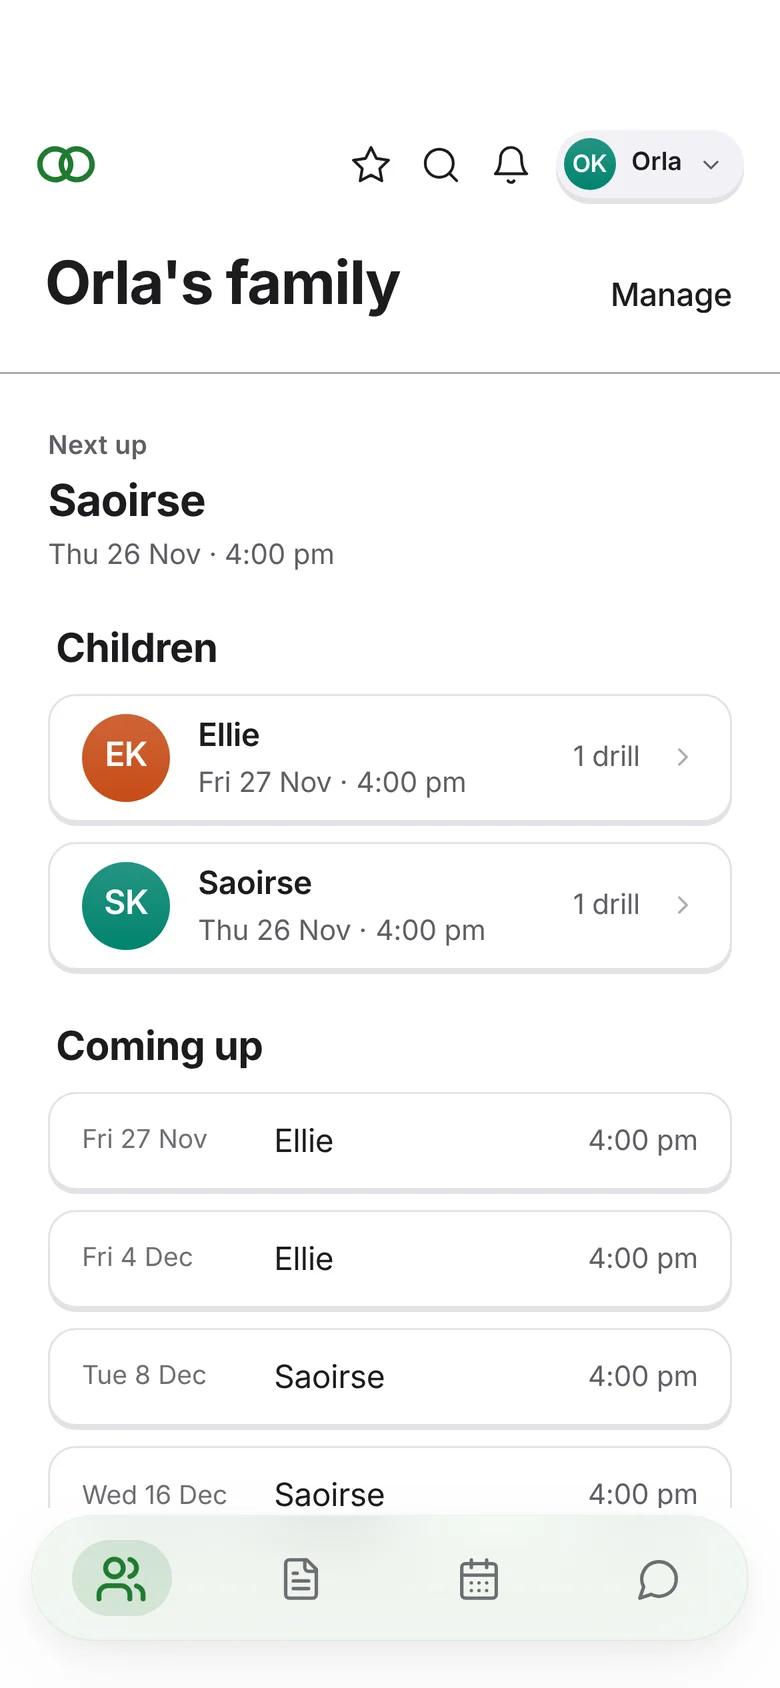 OK Orla
Orla's family
Manage
Next up
Saoirse
Thu 26 Nov · 4:00 pm
Children
EK
Ellie
Fri 27 Nov · 4:00 pm
1 drill
SK
Saoirse
Thu 26 Nov · 4:00 pm
1 drill
Coming up
Fri 27 Nov Ellie 4:00 pm
Fri 4 Dec Ellie 4:00 pm
Tue 8 Dec Saoirse 4:00 pm
Wed 16 Dec Saoirse 4:00 pm